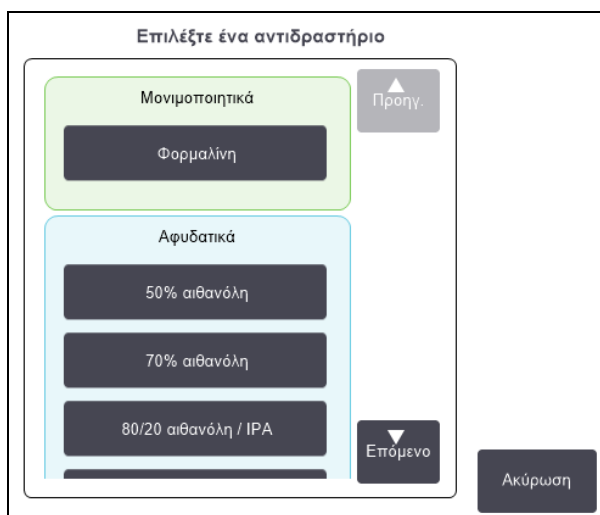 Επιλέξτε ένα αντιδραστήριο
Μονιμοποιητικά
Προηγ.
Φορμαλίνη
Αφυδατικά
50% αιθανόλη
70% αιθανόλη
80/20 αιθανόλη / IPA
Επόμενο
Ακύρωση